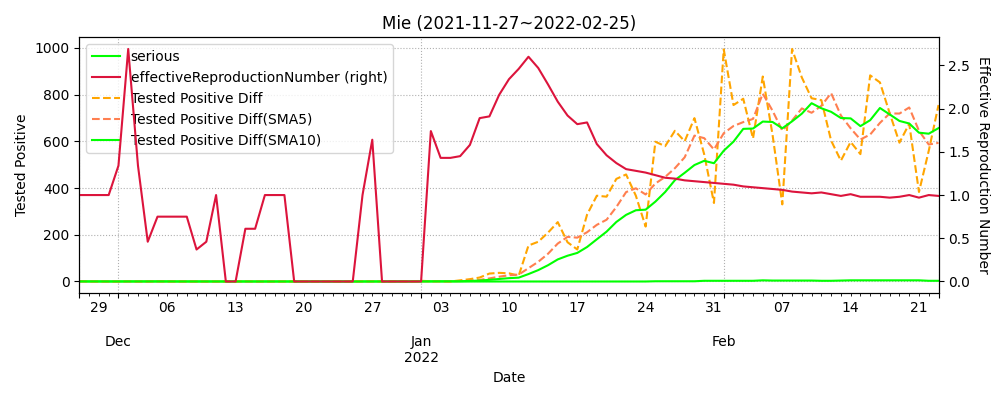 Mie (2021-11-27~2022-02-25)
serious
effectiveReproductionNumber (right)
Tested Positive Diff
Tested Positive Diff(SMA5)
Tested Positive Diff(SMA10)
Tested Positive
1000
800
600
400
200
0
Effective Reproduction Number
2.5
2.0
1.5
1.0
0.5
0.0
29 06 13 20 27 03 10 17 24 31 07 14 21
Dec Jan Feb
2022
Date